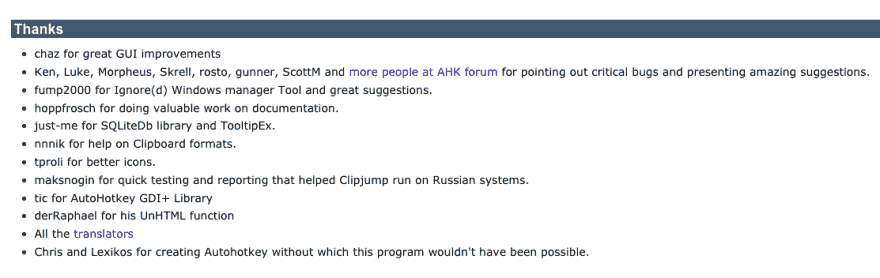 Thanks
chaz for great GUI improvements
Ken, Luke, Morpheus, Skrell, rosto, gunner, ScottM and more people at AHK forum for pointing out critical bugs and presenting amazing suggestions.
fump2000 for Ignore(d) Windows manager Tool and great suggestions.
hoppfrosch for doing valuable work on documentation.
just-me for SQLiteDb library and TooltipEx.
nnnik for help on Clipboard formats.
tproli for better icons.
maksnogin for quick testing and reporting that helped Clipjump run on Russian systems.
tic for AutoHotkey GDI+ Library
derRaphael for his UnHTML function
All the translators
Chris and Lexikos for creating Autohotkey without which this program wouldn't have been possible.